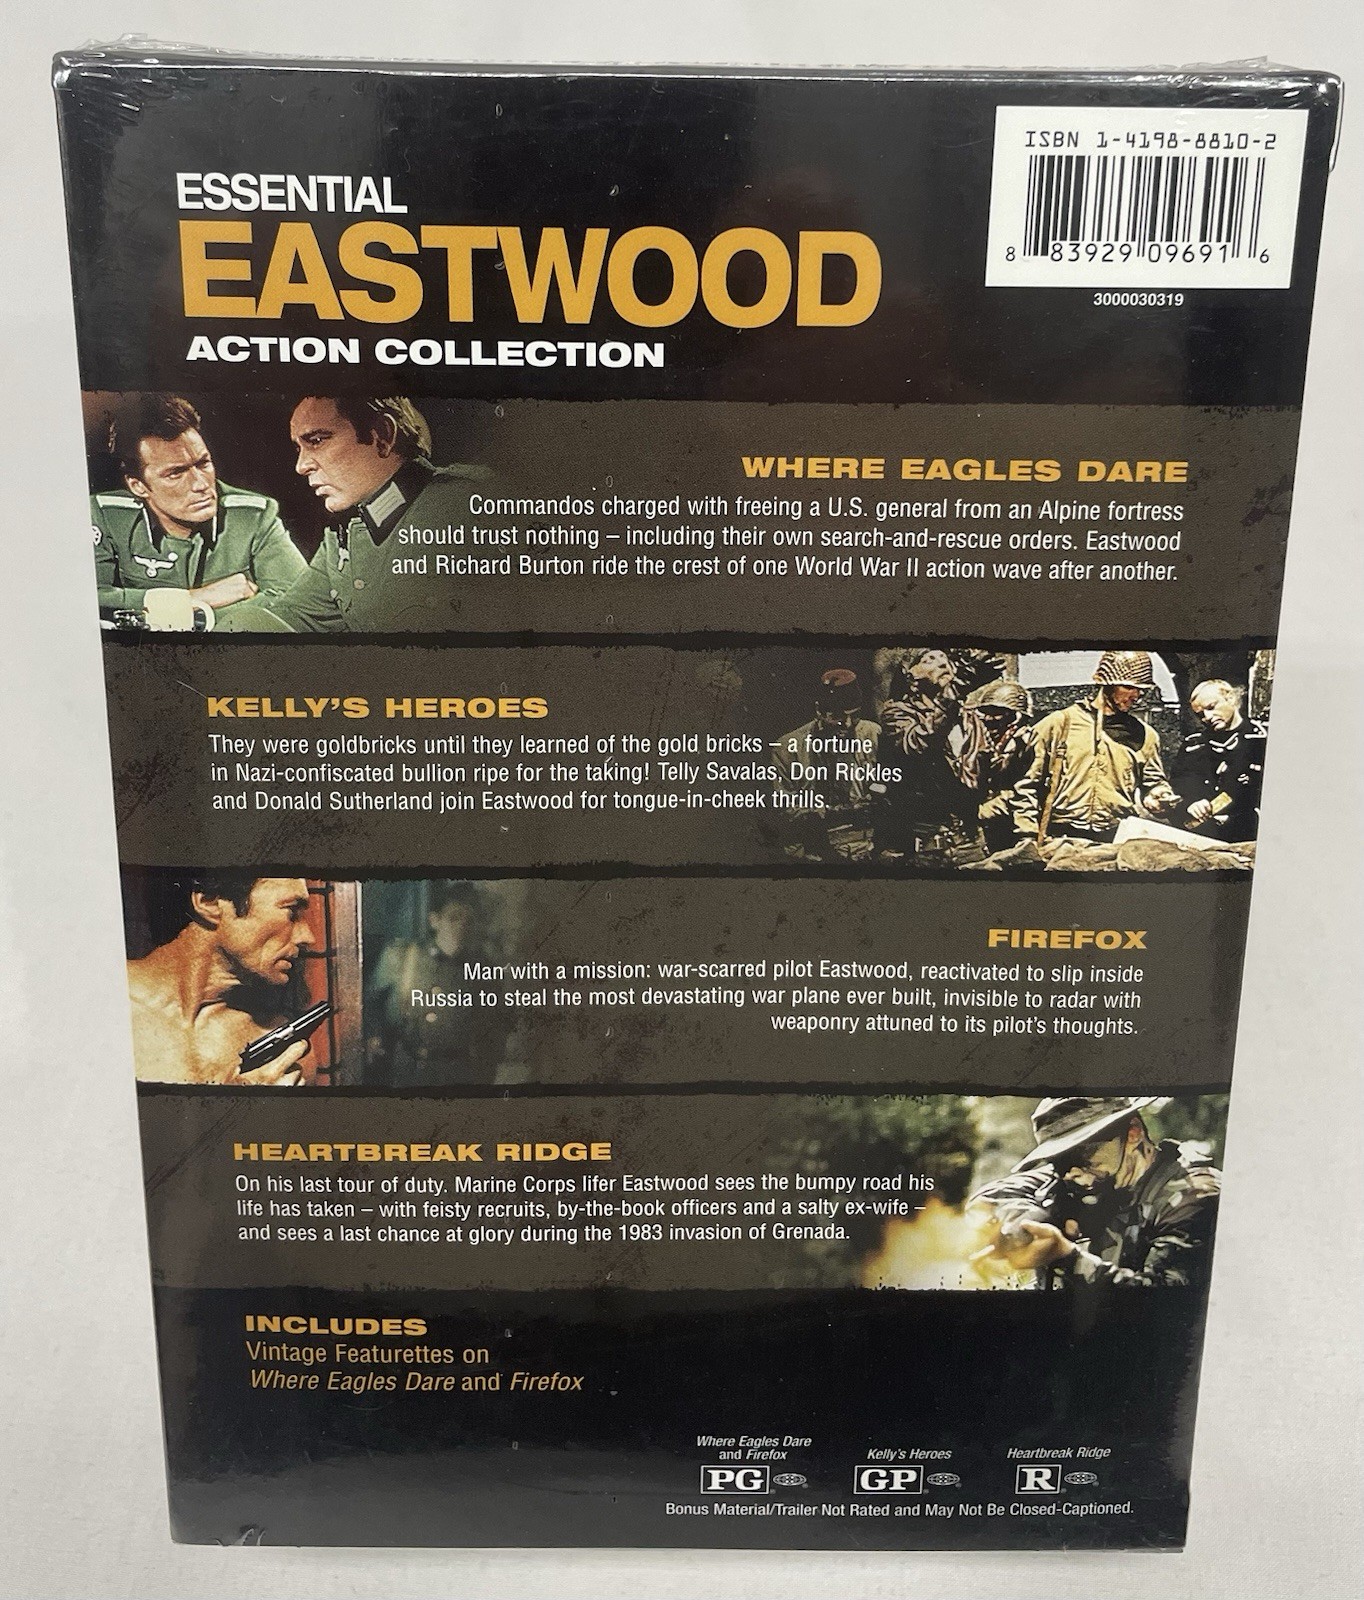 ISBN 1-4198-8810-2
8 83929 09691 6
3000030319
ESSENTIAL
EASTWOOD
ACTION COLLECTION
WHERE EAGLES DARE
Commandos charged with freeing a U.S. general from an Alpine fortress
should trust nothing – including their own search-and-rescue orders. Eastwood
and Richard Burton ride the crest of one World War II action wave after another.
KELLY'S HEROES
They were goldbricks until they learned of the gold bricks – a fortune
in Nazi-confiscated bullion ripe for the taking! Telly Savalas, Don Rickles
and Donald Sutherland join Eastwood for tongue-in-cheek thrills.
FIREFOX
Man with a mission: war-scarred pilot Eastwood, reactivated to slip inside
Russia to steal the most devastating war plane ever built, invisible to radar with
weaponry attuned to its pilot's thoughts.
HEARTBREAK RIDGE
On his last tour of duty. Marine Corps lifer Eastwood sees the bumpy road his
life has taken – with feisty recruits, by-the-book officers and a salty ex-wife –
and sees a last chance at glory during the 1983 invasion of Grenada.
INCLUDES
Vintage Featurettes on
Where Eagles Dare and Firefox
Where Eagles Dare
and Firefox
PG
Kelly's Heroes
GP
Heartbreak Ridge
R
Bonus Material/Trailer Not Rated and May Not Be Closed-Captioned.